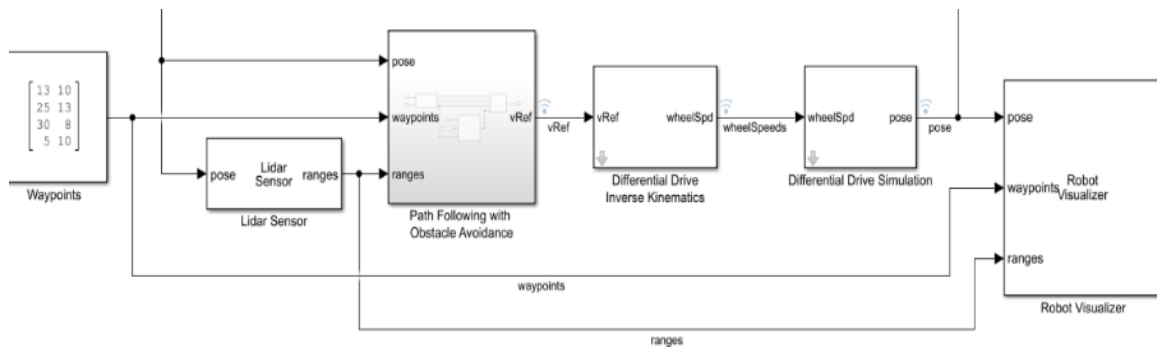 13 10
25 13
30 8
5 10
Waypoints
pose
Lidar
Sensor
ranges
Lidar Sensor
pose
waypoints
ranges
vRef
Path Following with
Obstacle Avoidance
vRef
vRef
wheelSpd
Differential Drive
Inverse Kinematics
wheelSpeeds
wheelSpd
pose
Differential Drive Simulation
pose
pose
waypoints
ranges
Robot
Visualizer
Robot Visualizer
waypoints
ranges